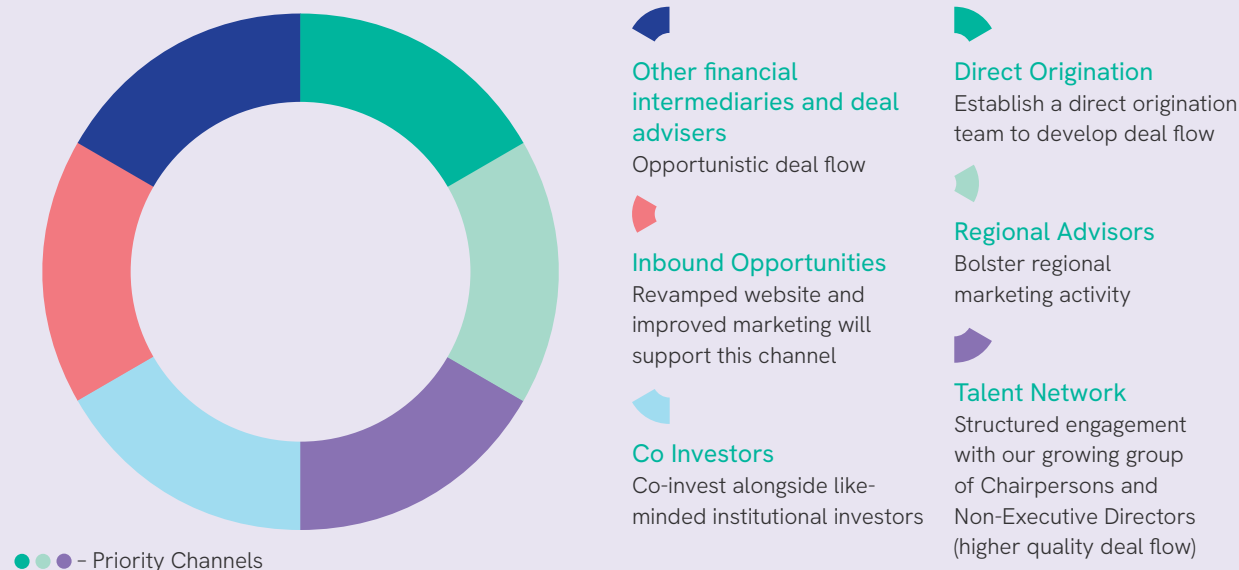 Other financial
intermediaries and deal
advisers
Opportunistic deal flow
Inbound Opportunities
Revamped website and
improved marketing will
support this channel
Co Investors
Co-invest alongside like-
minded institutional investors
Direct Origination
Establish a direct origination
team to develop deal flow
Regional Advisors
Bolster regional
marketing activity
Talent Network
Structured engagement
with our growing group
of Chairpersons and
Non-Executive Directors
(higher quality deal flow)
– Priority Channels